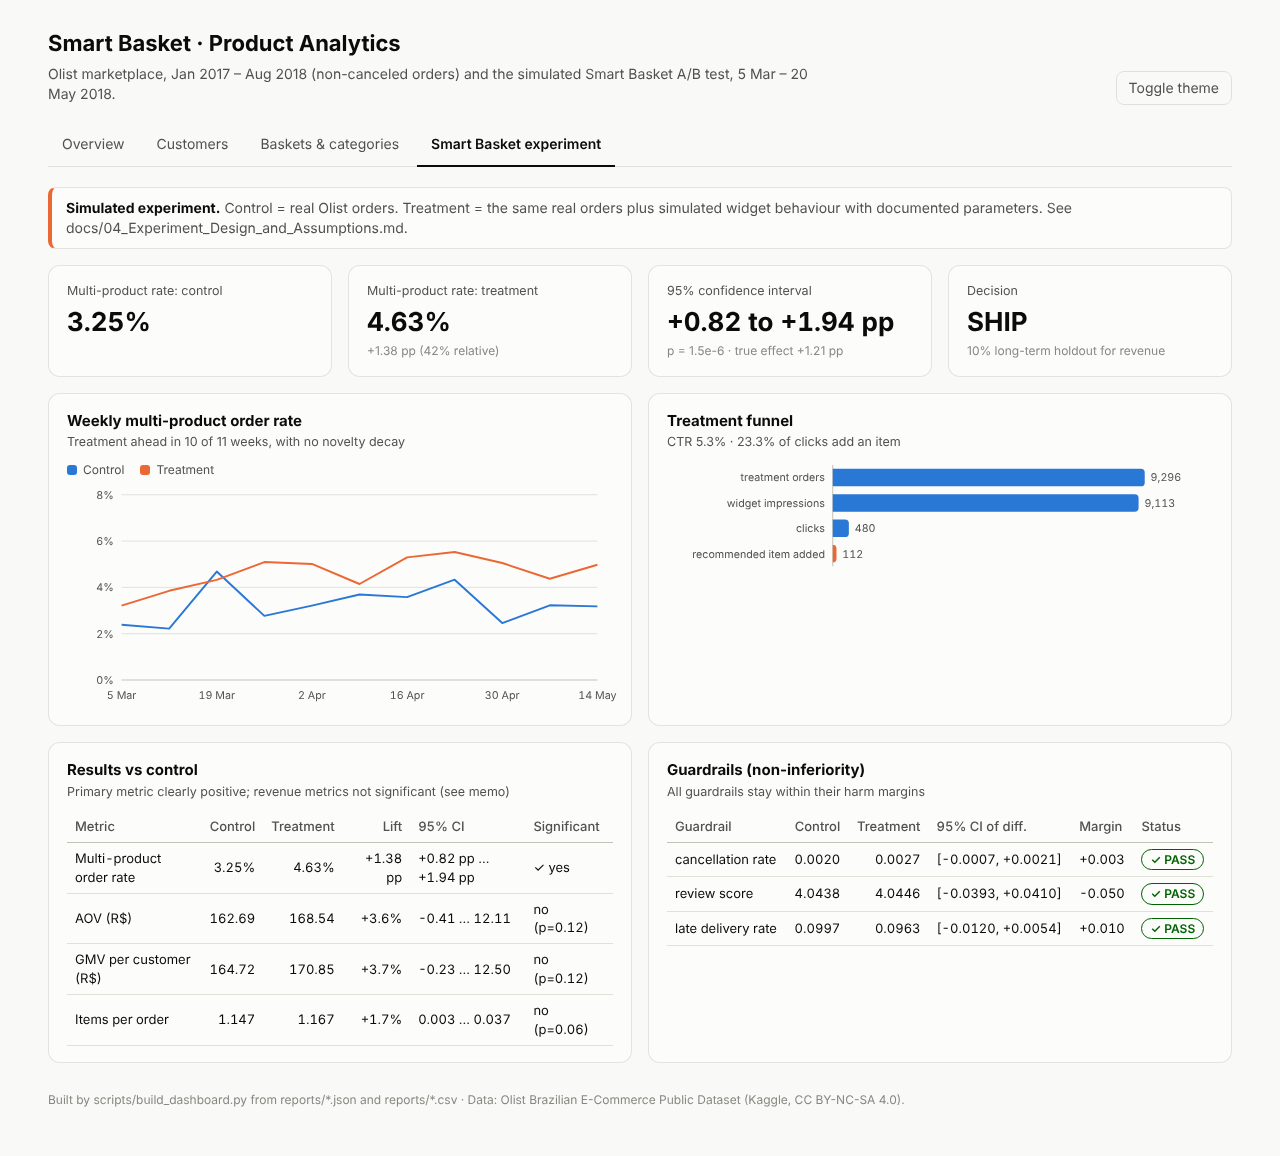 Smart Basket · Product Analytics
Olist marketplace, Jan 2017 – Aug 2018 (non-canceled orders) and the simulated Smart Basket A/B test, 5 Mar – 20
May 2018.
Toggle theme
Overview Customers Baskets & categories Smart Basket experiment
Simulated experiment. Control = real Olist orders. Treatment = the same real orders plus simulated widget behaviour with documented parameters. See
docs/04_Experiment_Design_and_Assumptions.md.
Multi-product rate: control
3.25%
Multi-product rate: treatment
4.63%
+1.38 pp (42% relative)
95% confidence interval
+0.82 to +1.94 pp
p = 1.5e-6 · true effect +1.21 pp
Decision
SHIP
10% long-term holdout for revenue
Weekly multi-product order rate
Treatment ahead in 10 of 11 weeks, with no novelty decay
Control Treatment
8%
6%
4%
2%
0%
5 Mar 19 Mar 2 Apr 16 Apr 30 Apr 14 May
Treatment funnel
CTR 5.3% · 23.3% of clicks add an item
treatment orders 9,296
widget impressions 9,113
clicks 480
recommended item added 112
Results vs control
Primary metric clearly positive; revenue metrics not significant (see memo)
Metric Control Treatment Lift 95% CI Significant
Multi-product order rate 3.25% 4.63% +1.38 pp +0.82 pp … +1.94 pp ✓ yes
AOV (R$) 162.69 168.54 +3.6% -0.41 … 12.11 no (p=0.12)
GMV per customer (R$) 164.72 170.85 +3.7% -0.23 … 12.50 no (p=0.12)
Items per order 1.147 1.167 +1.7% 0.003 … 0.037 no (p=0.06)
Guardrails (non-inferiority)
All guardrails stay within their harm margins
Guardrail Control Treatment 95% CI of diff. Margin Status
cancellation rate 0.0020 0.0027 [-0.0007, +0.0021] +0.003 ✓ PASS
review score 4.0438 4.0446 [-0.0393, +0.0410] -0.050 ✓ PASS
late delivery rate 0.0997 0.0963 [-0.0120, +0.0054] +0.010 ✓ PASS
Built by scripts/build_dashboard.py from reports/*.json and reports/*.csv · Data: Olist Brazilian E-Commerce Public Dataset (Kaggle, CC BY-NC-SA 4.0).